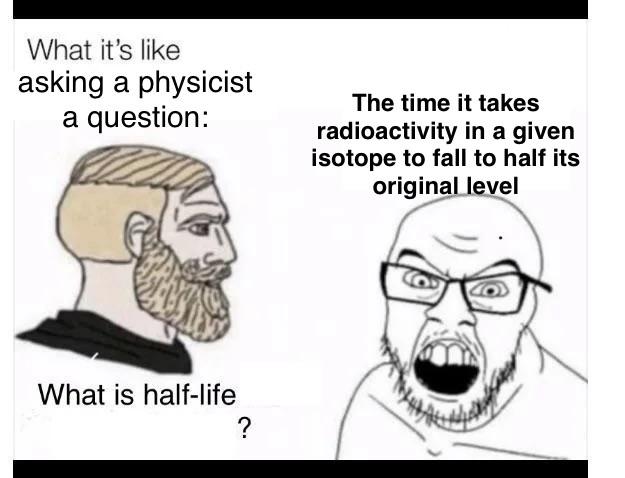 What it's like
asking a physicist
a question:
What is half-life
?
The time it takes
radioactivity in a given
isotope to fall to half its
original level